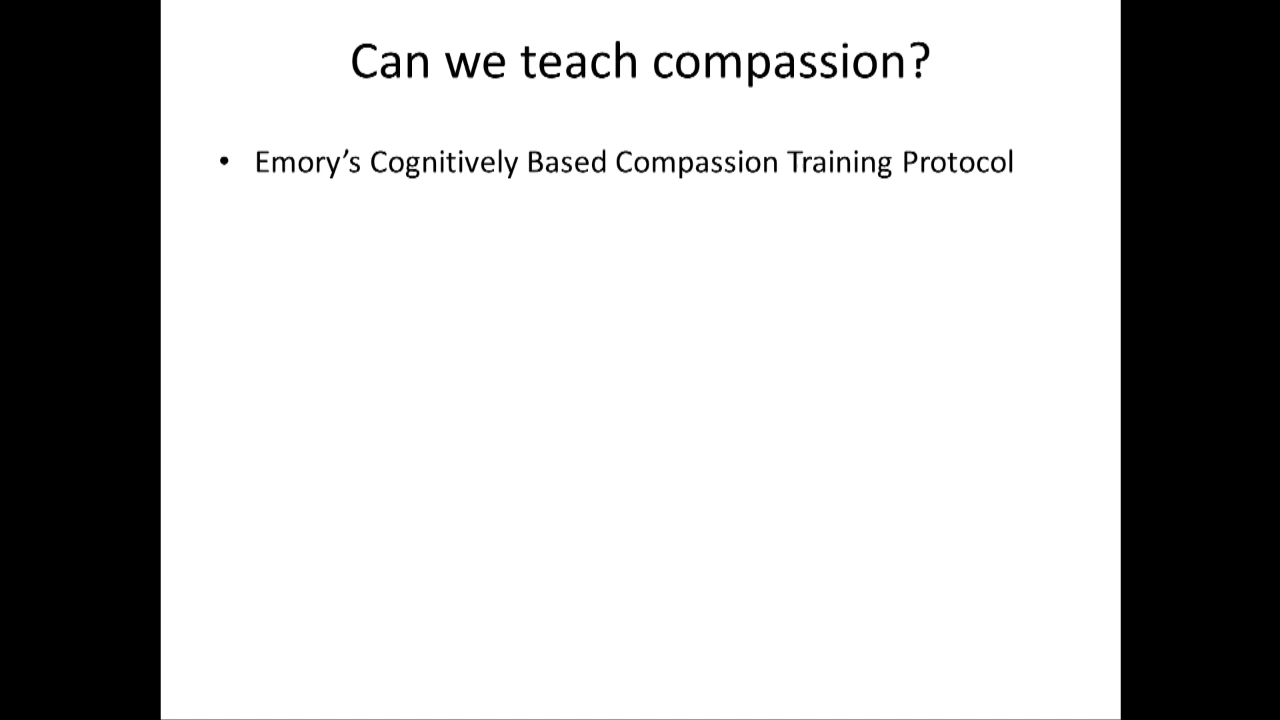 Can we teach compassion?
• Emory’s Cognitively Based Compassion Training Protocol